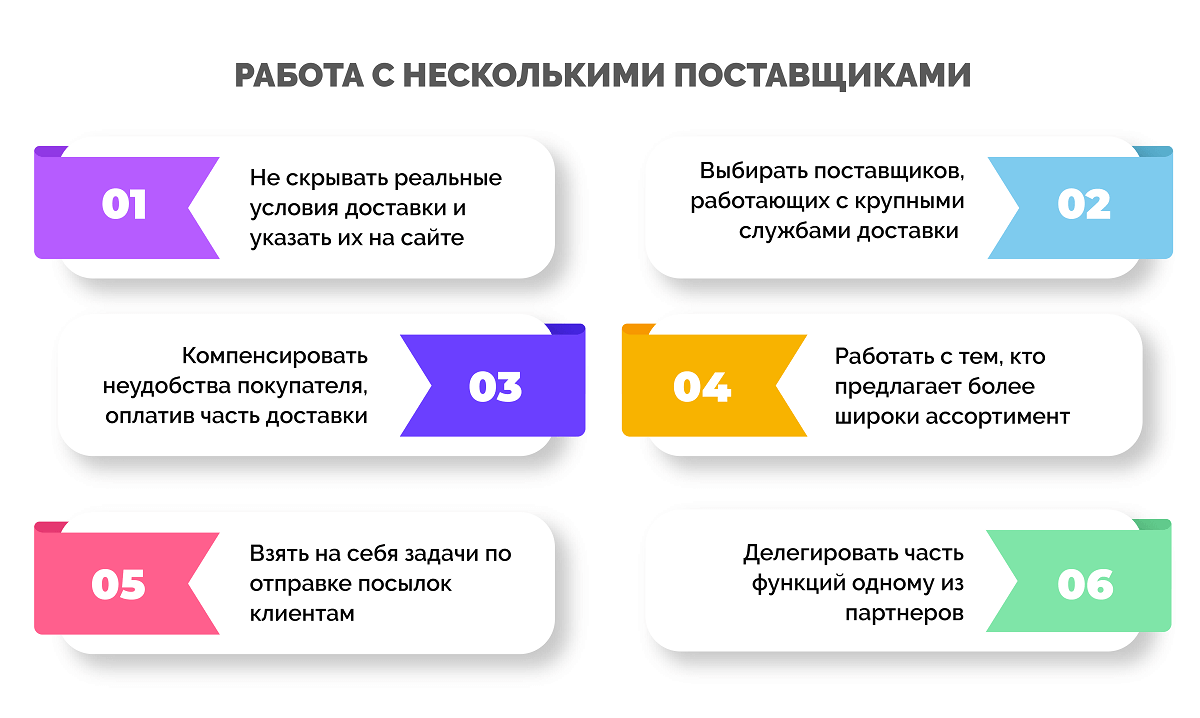 РАБОТА С НЕСКОЛЬКИМИ ПОСТАВЩИКАМИ
01
Не скрывать реальные
условия доставки и
указать их на сайте
Выбирать поставщиков,
работающих с крупными
службами доставки
02
Компенсировать
неудобства покупателя,
оплатив часть доставки
03
04
Работать с тем, кто
предлагает более
широки ассортимент
05
Взять на себя задачи по
отправке посылок
клиентам
Делегировать часть
функций одному из
партнеров
06